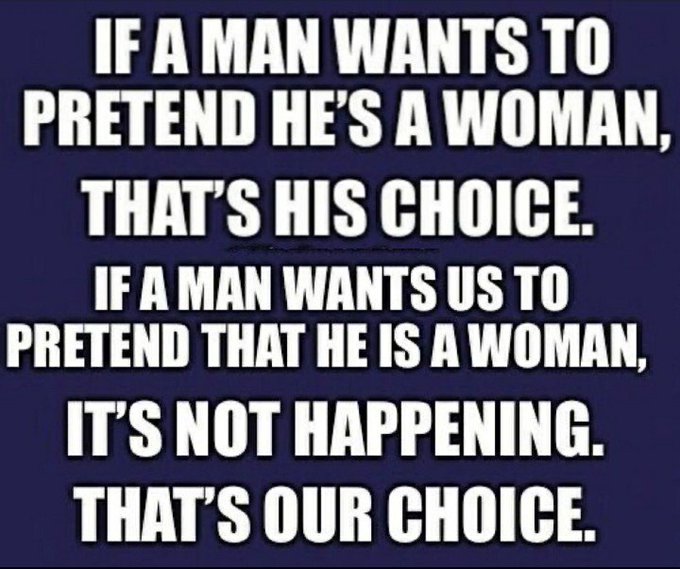 IF A MAN WANTS TO
PRETEND HE'S A WOMAN,
THAT'S HIS CHOICE.
IF A MAN WANTS US TO
PRETEND THAT HE IS A WOMAN,
IT'S NOT HAPPENING.
THAT'S OUR CHOICE.